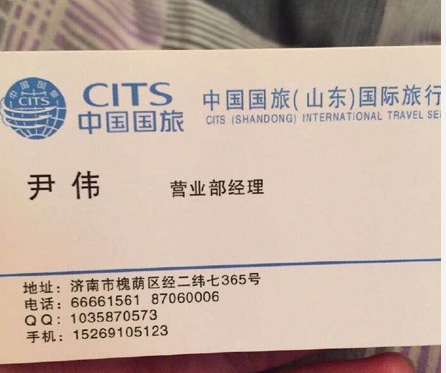 中国国旅
CITS
CITS
中国国旅
中国国旅(山东)国际旅行
CITS (SHANDONG) INTERNATIONAL TRAVEL SE
尹 伟
营业部经理
地址: 济南市槐荫区经二纬七365号
电话: 66661561 87060006
QQ: 1035870573
手机: 15269105123